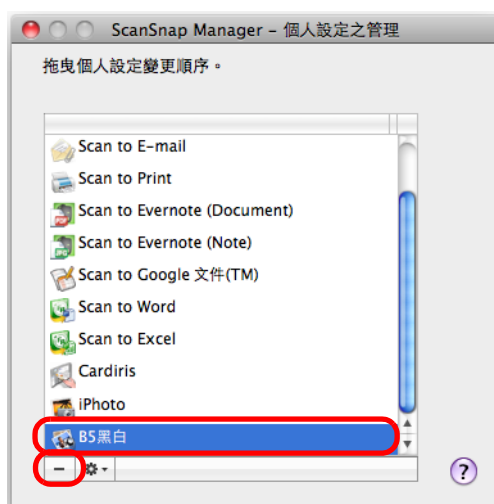 ScanSnap Manager – 個人設定之管理
拖曳個人設定變更順序。
Scan to E-mail
Scan to Print
Scan to Evernote (Document)
Scan to Evernote (Note)
Scan to Google 文件(TM)
Scan to Word
Scan to Excel
Cardiris
iPhoto
B5黑白